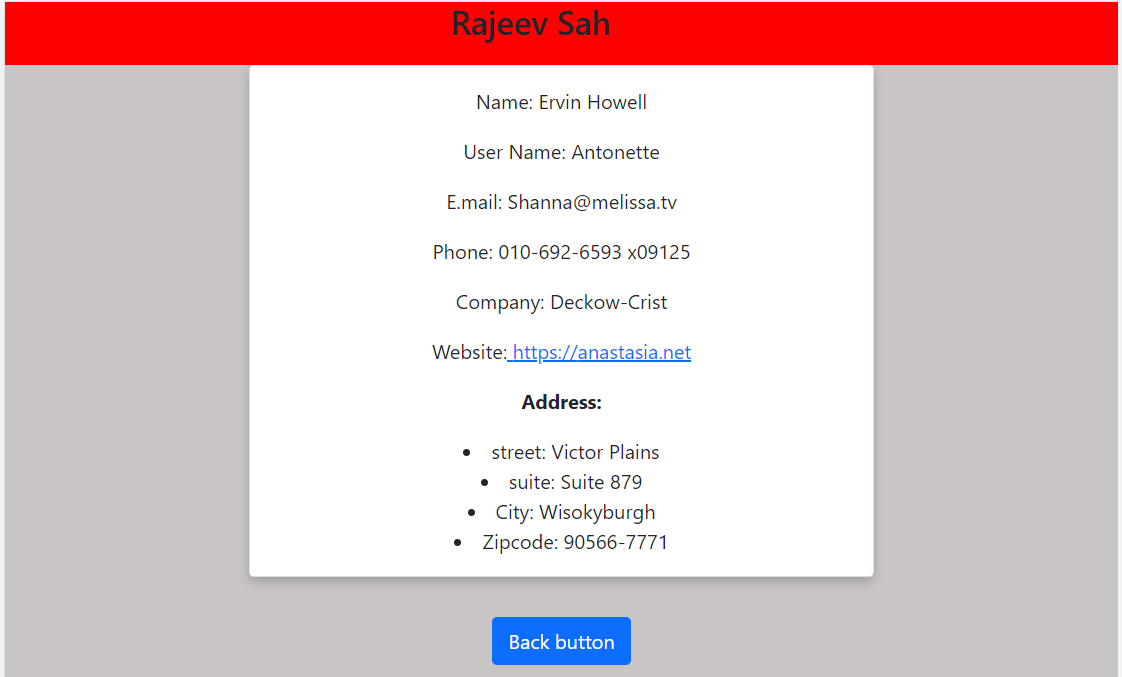 Rajeev Sah
Name: Ervin Howell
User Name: Antonette
E.mail: Shanna@melissa.tv
Phone: 010-692-6593 x09125
Company: Deckow-Crist
Website: https://anastasia.net
Address:
• street: Victor Plains
• suite: Suite 879
• City: Wisokyburgh
• Zipcode: 90566-7771
Back button